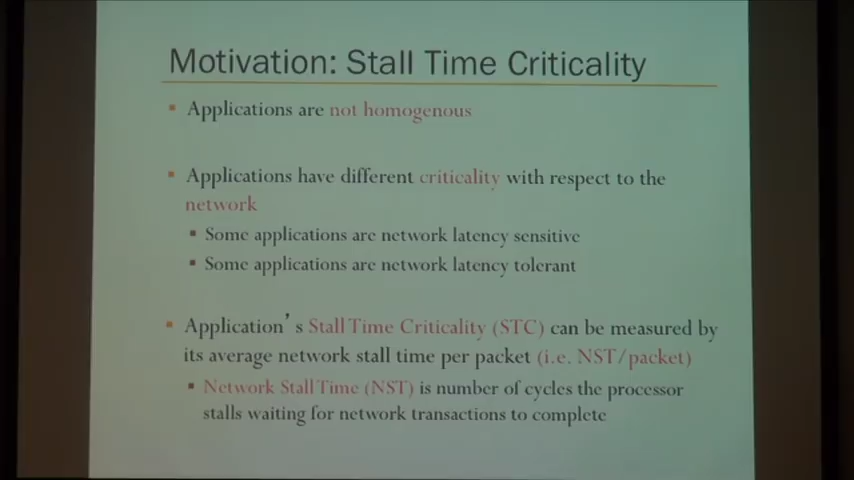 Motivation: Stall Time Criticality
▪ Applications are not homogenous
▪ Applications have different criticality with respect to the
network
▪ Some applications are network latency sensitive
▪ Some applications are network latency tolerant
▪ Application’s Stall Time Criticality (STC) can be measured by
its average network stall time per packet (i.e. NST/packet)
▪ Network Stall Time (NST) is number of cycles the processor
stalls waiting for network transactions to complete